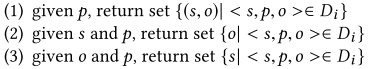 (1) given p, return set {(s, o)| < s, p, o >∈ D_i}
(2) given s and p, return set {o| < s, p, o >∈ D_i}
(3) given o and p, return set {s| < s, p, o >∈ D_i}